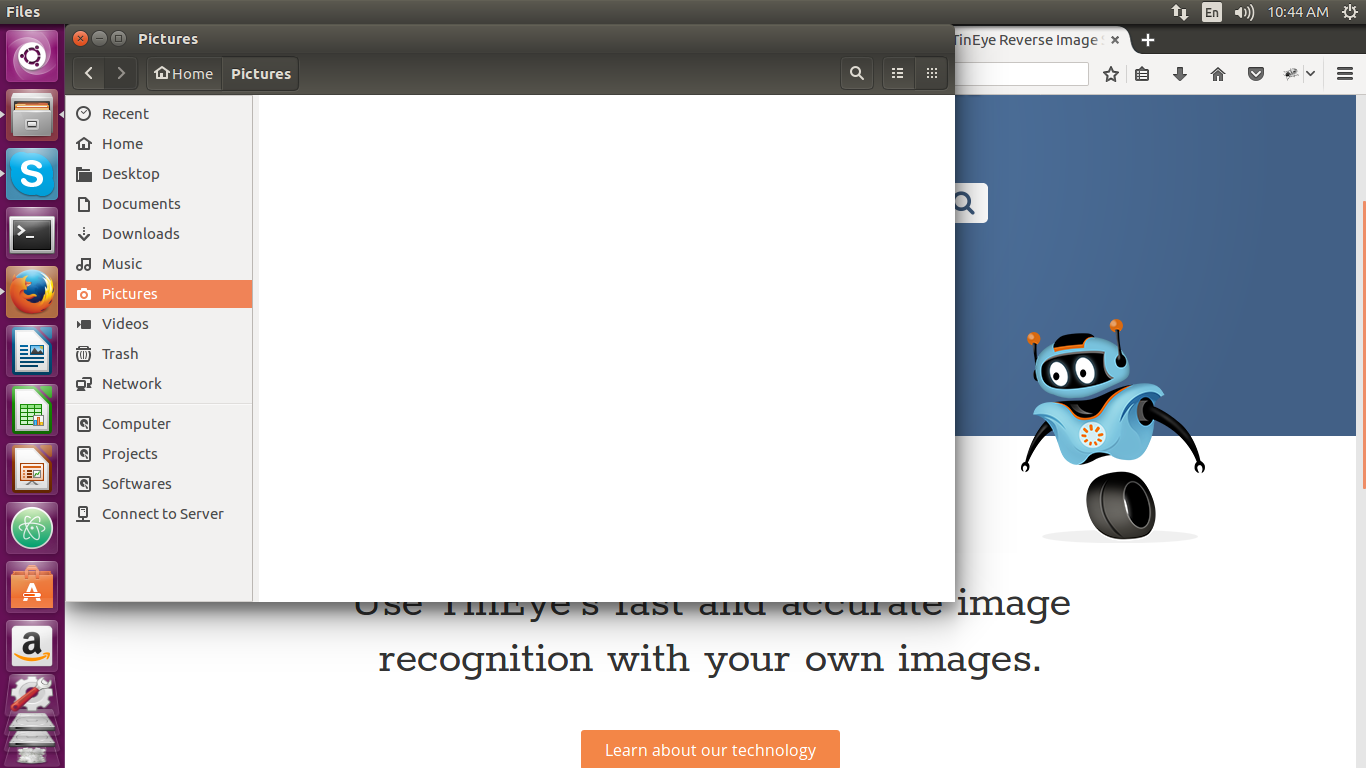 Files
En
10:44 AM
Pictures
Home
Pictures
TinEye Reverse Image
Recent
Home
Desktop
Documents
Downloads
Music
Pictures
Videos
Trash
Network
Computer
Projects
Softwares
Connect to Server
Use TinEye's fast and accurate image
recognition with your own images.
Learn about our technology